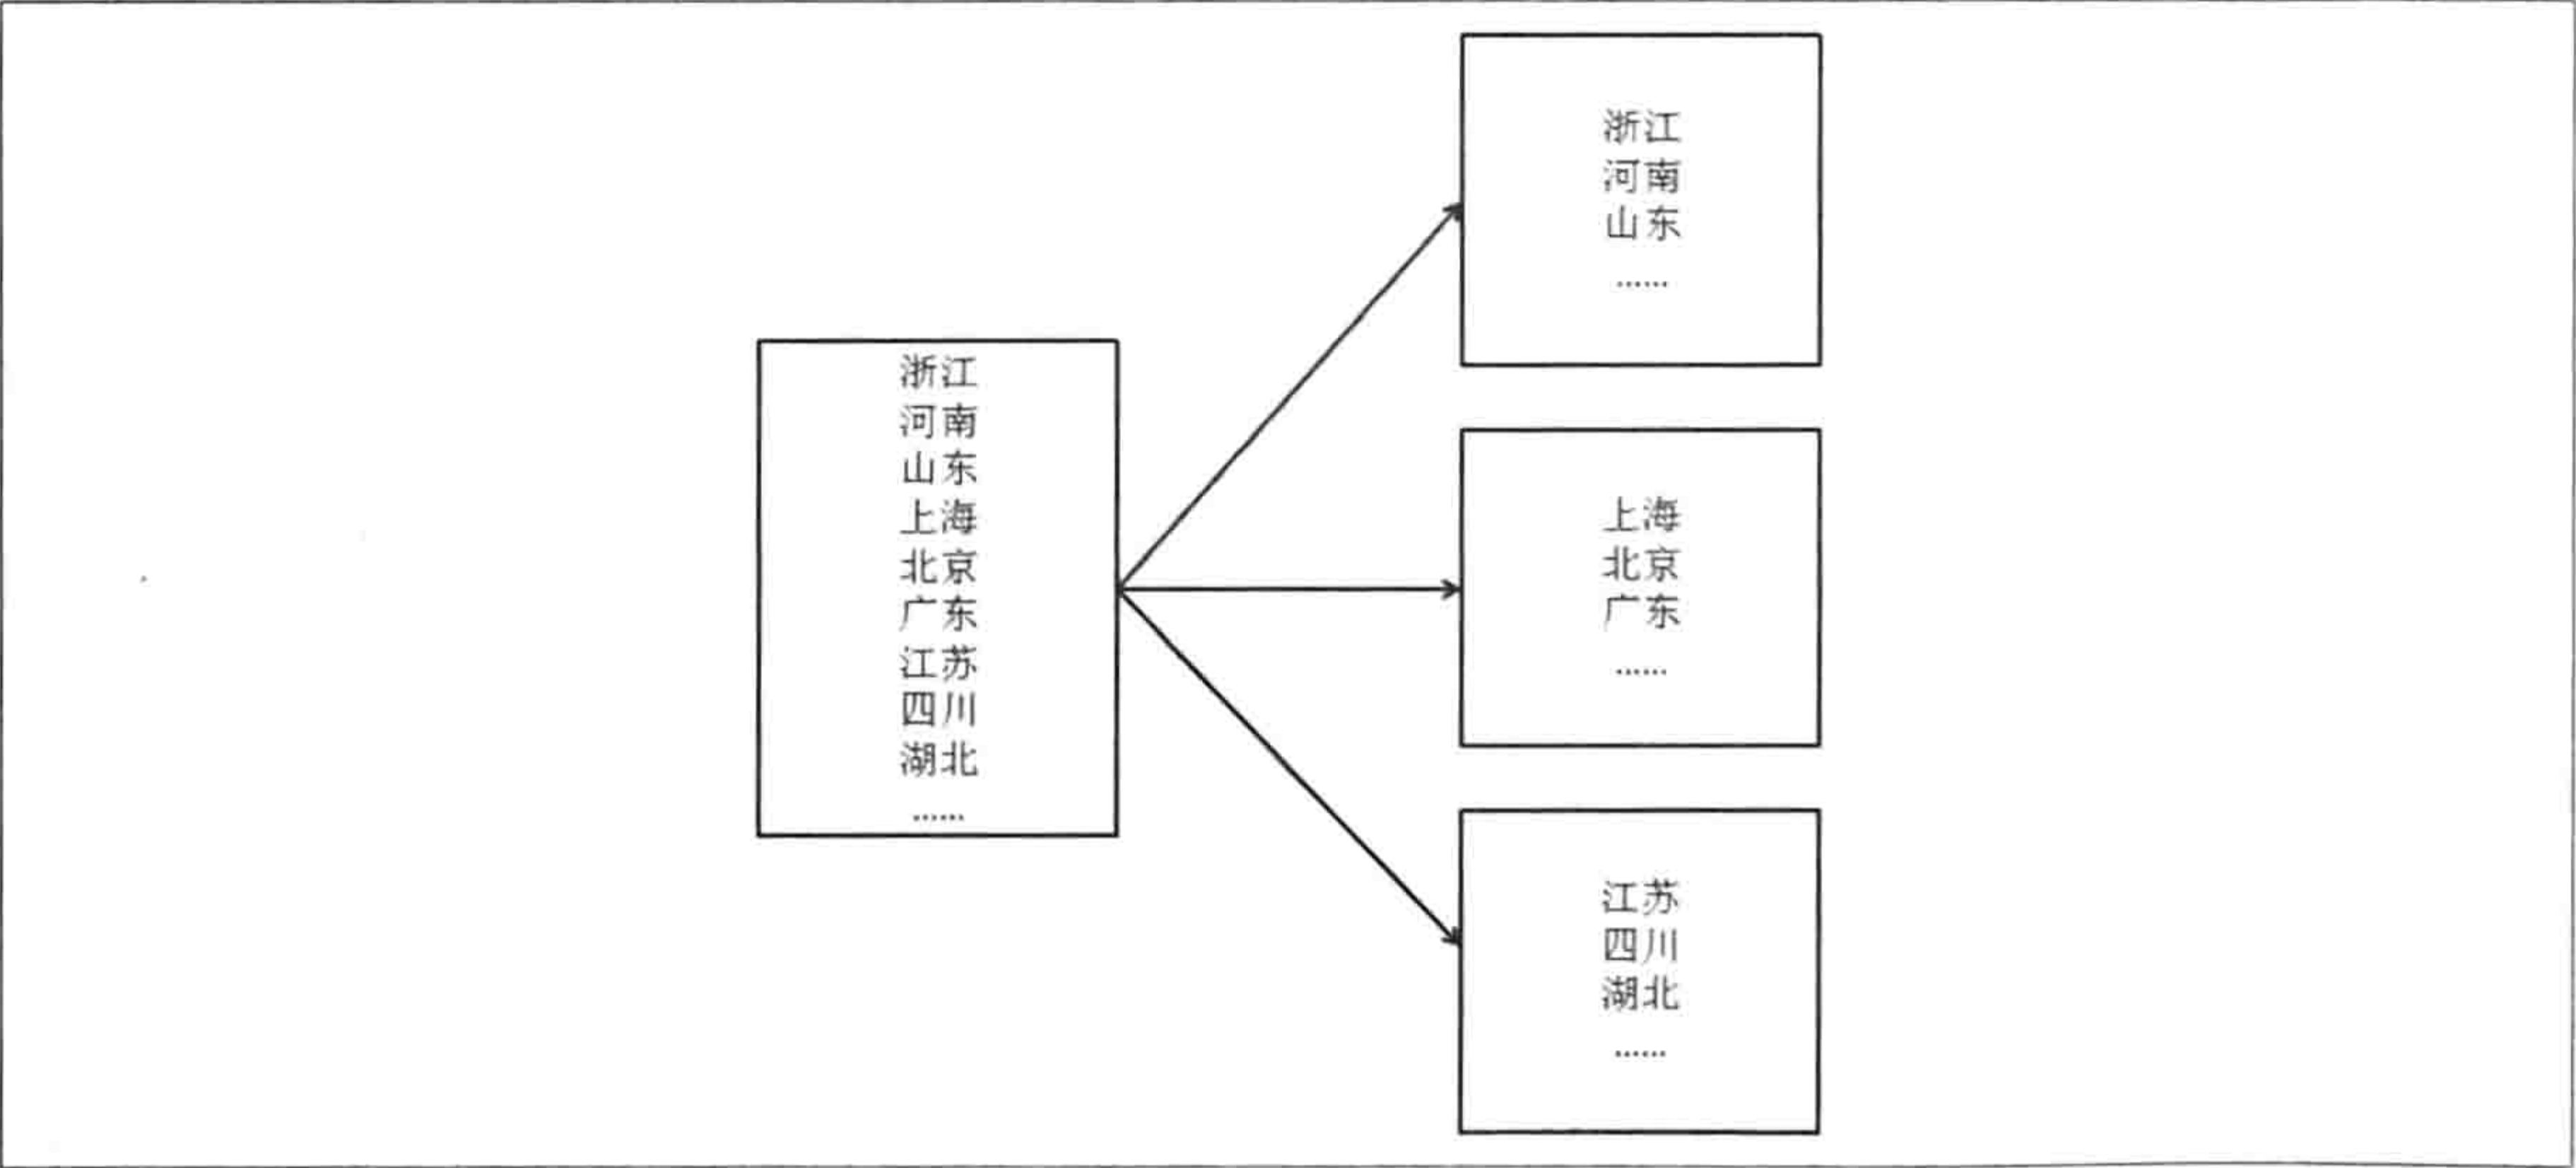 浙江
河南
山东
上海
北京
广东
江苏
四川
湖北
……
浙江
河南
山东
……
上海
北京
广东
……
江苏
四川
湖北
……